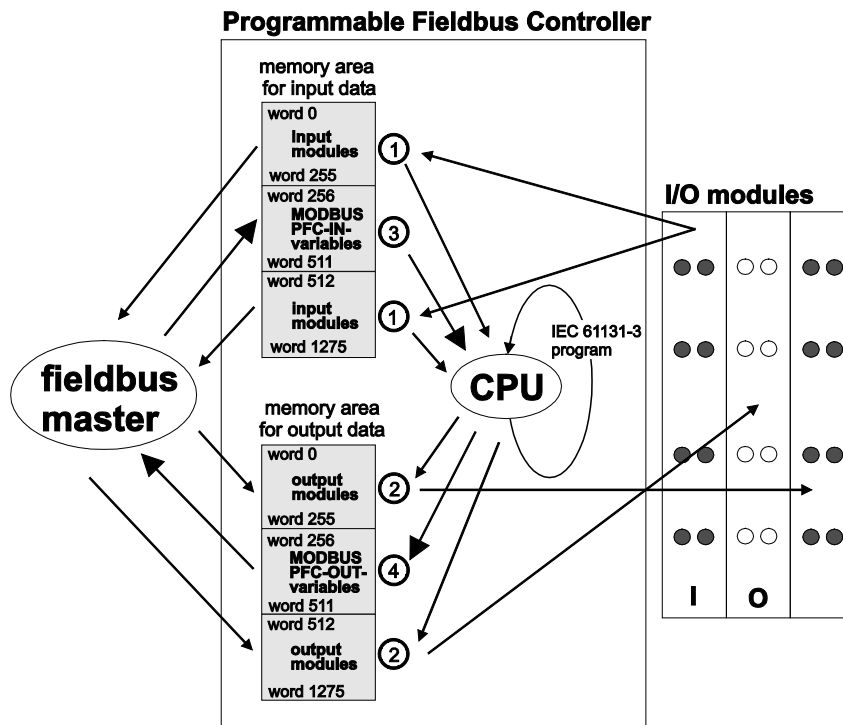 Programmable Fieldbus Controller
memory area
for input data
word 0
Input
modules
word 255
1
word 256
MODBUS
PFC-IN-
variables
word 511
3
word 512
input
modules
word 1275
1
I/O modules
IEC 61131-3
program
CPU
fieldbus
master
memory area
for output data
word 0
output
modules
word 255
2
word 256
MODBUS
PFC-OUT-
variables
word 511
4
word 512
output
modules
word 1275
2
I
O